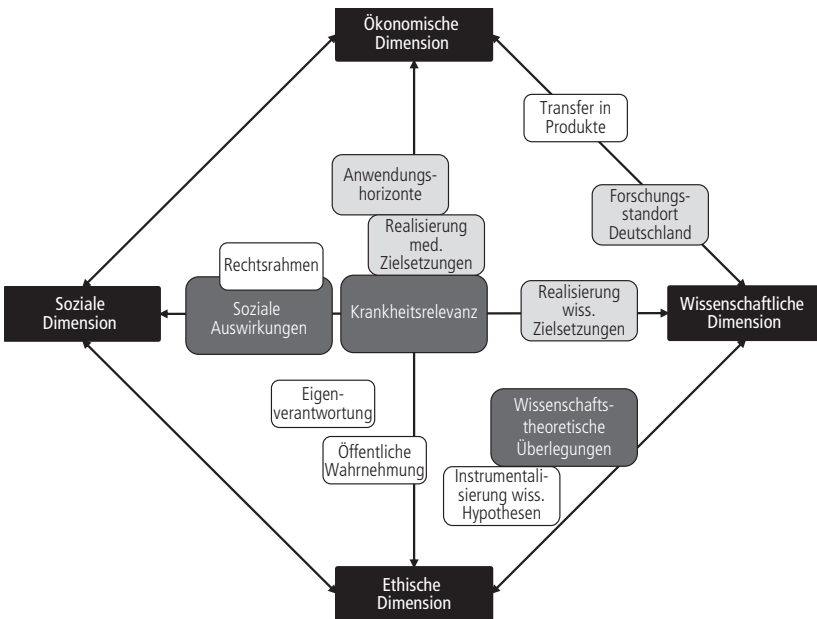 Ökonomische
Dimension
Transfer in
Produkte
Anwendungs-
horizonte
Forschungs-
standort
Deutschland
Realisierung
med.
Zielsetzungen
Rechtsrahmen
Soziale
Dimension
Soziale
Auswirkungen
Krankheitsrelevanz
Realisierung
wiss.
Zielsetzungen
Wissenschaftliche
Dimension
Eigen-
verantwortung
Wissenschafts-
theoretische
Überlegungen
Öffentliche
Wahrnehmung
Instrumentali-
sierung wiss.
Hypothesen
Ethische
Dimension